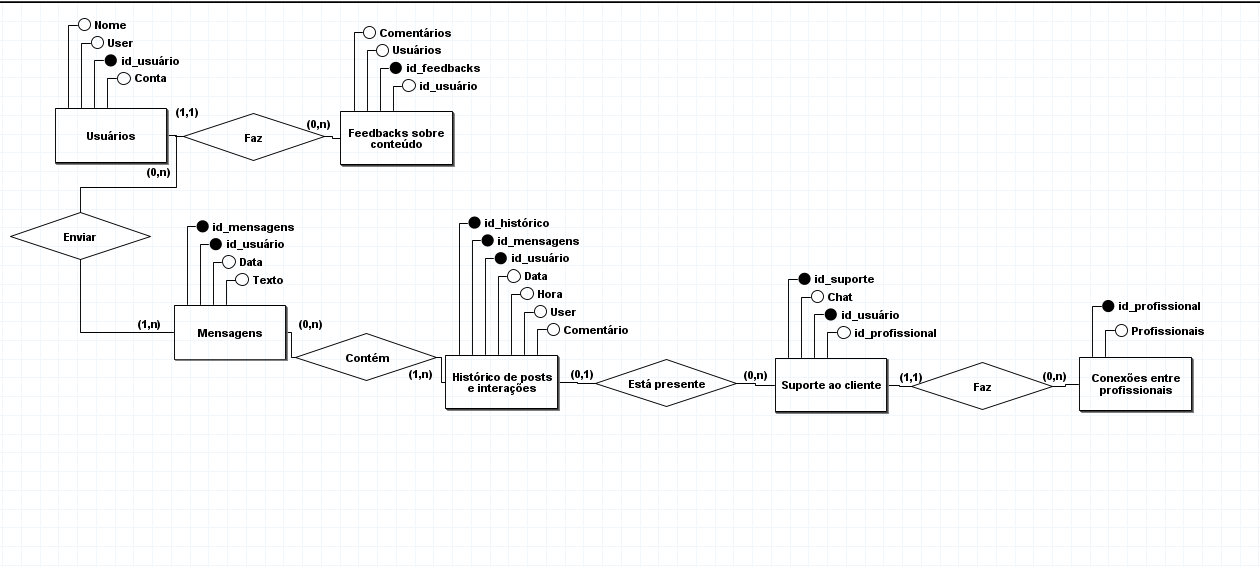 Nome
User
id_usuário
Conta
Usuários
(1,1)
(0,n)
Faz
(0,n)
Comentários
Usuários
id_feedbacks
id_usuário
Feedbacks sobre
conteúdo
Enviar
id_mensagens
id_usuário
Data
Texto
(1,n)
Mensagens
(0,n)
Contém
(1,n)
id_histórico
id_mensagens
id_usuário
Data
Hora
User
Comentário
Histórico de posts
e interações
(0,1)
Está presente
(0,n)
id_suporte
Chat
id_usuário
id_profissional
Suporte ao cliente
(1,1)
Faz
(0,n)
id_profissional
Profissionais
Conexões entre
profissionais